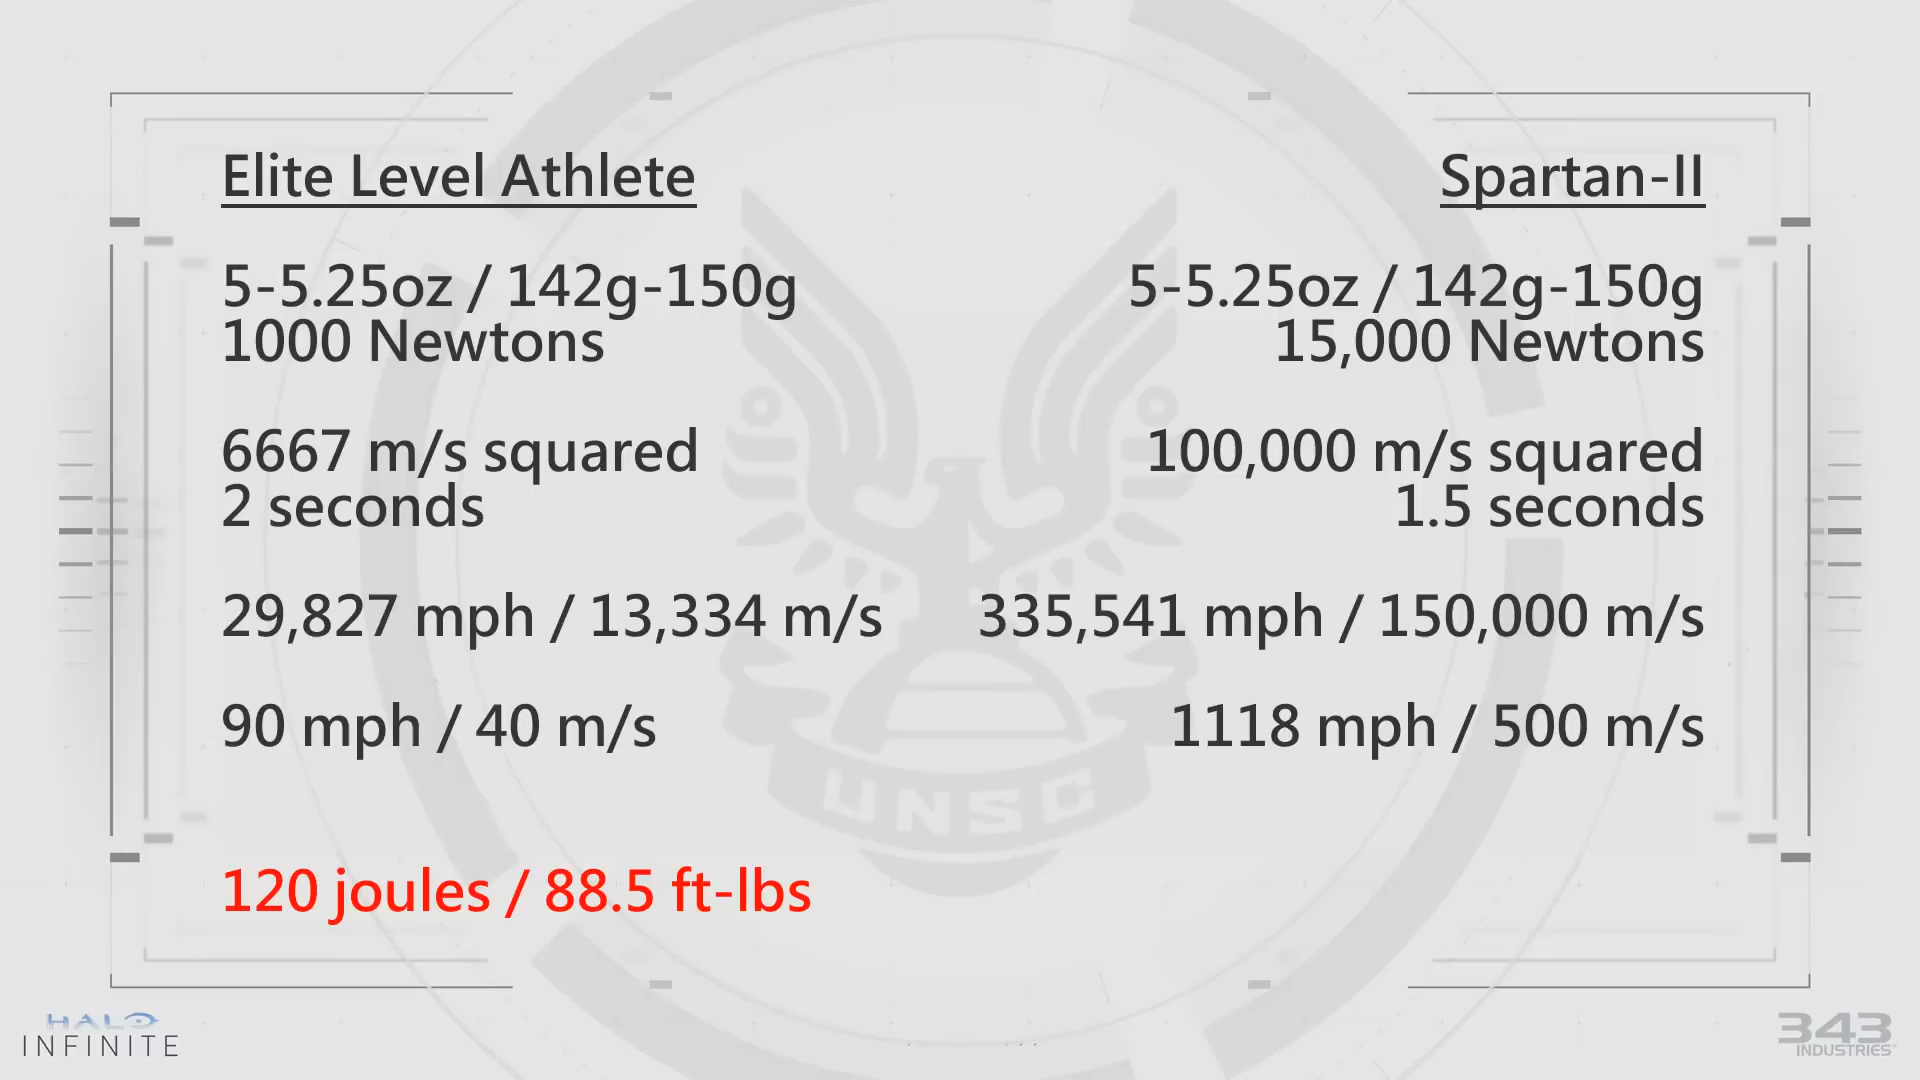 Elite Level Athlete
Spartan-II
5-5.25oz / 142g-150g
1000 Newtons
5-5.25oz / 142g-150g
15,000 Newtons
6667 m/s squared
2 seconds
100,000 m/s squared
1.5 seconds
29,827 mph / 13,334 m/s
335,541 mph / 150,000 m/s
90 mph / 40 m/s
1118 mph / 500 m/s
UNSC
120 joules / 88.5 ft-lbs
HALO
INFINITE
343
INDUSTRIES